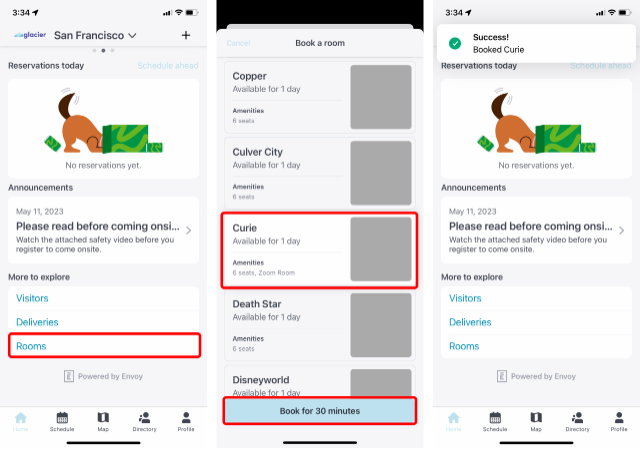 3:34
glacier
San Francisco
+
Reservations today
Schedule ahead
No reservations yet.
Announcements
May 11, 2023
Please read before coming onsi...
Watch the attached safety video before you
register to come onsite.
More to explore
Visitors
Deliveries
Rooms
E Powered by Envoy
Home
Schedule
Map
Directory
Profile
Cancel
Book a room
Copper
Available for 1 day
Amenities
6 seats
Culver City
Available for 1 day
Amenities
6 seats
Curie
Available for 1 day
Amenities
6 seats, Zoom Room
Death Star
Available for 1 day
Amenities
6 seats
Disneyworld
Available for 1 day
Book for 30 minutes
3:34
Success!
Booked Curie
Reservations today
Schedule ahead
No reservations yet.
Announcements
May 11, 2023
Please read before coming onsi...
Watch the attached safety video before you
register to come onsite.
More to explore
Visitors
Deliveries
Rooms
E Powered by Envoy
Home
Schedule
Map
Directory
Profile